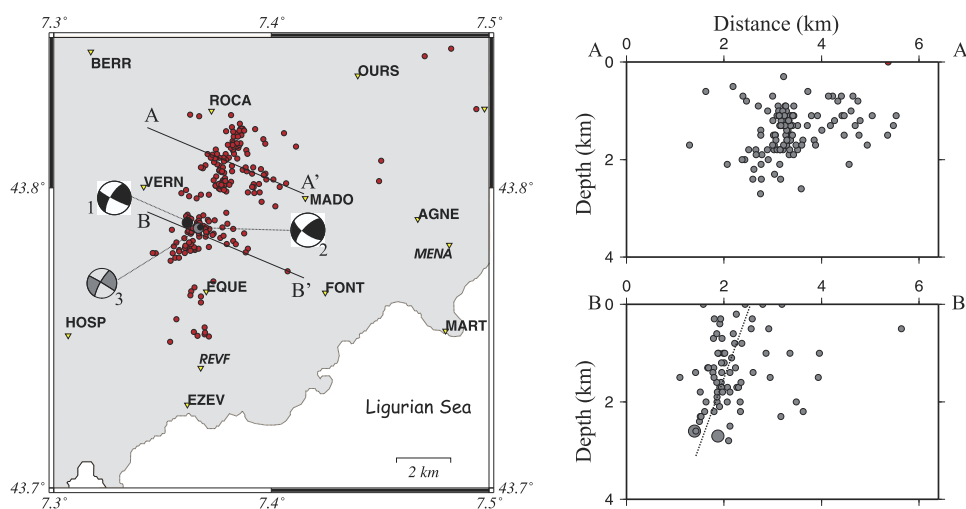 7.3˚ 7.4˚ 7.5˚
BERR
OURS
ROCA
A
43.8˚ 43.8˚
VERN
A'
MADO
1
B
AGNE
2
MENA
3
EQUE
B'
FONT
HOSP
MART
REVF
EZEV
Ligurian Sea
2 km
43.7˚ 43.7˚
7.3˚ 7.4˚ 7.5˚
Distance (km)
A 0 2 4 6 A
0
2
4
Depth (km)
B 0 2 4 6 B
0
2
4
Depth (km)